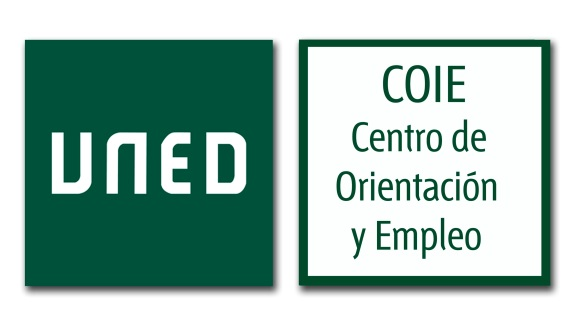 UNED
COIE
Centro de
Orientación
y Empleo